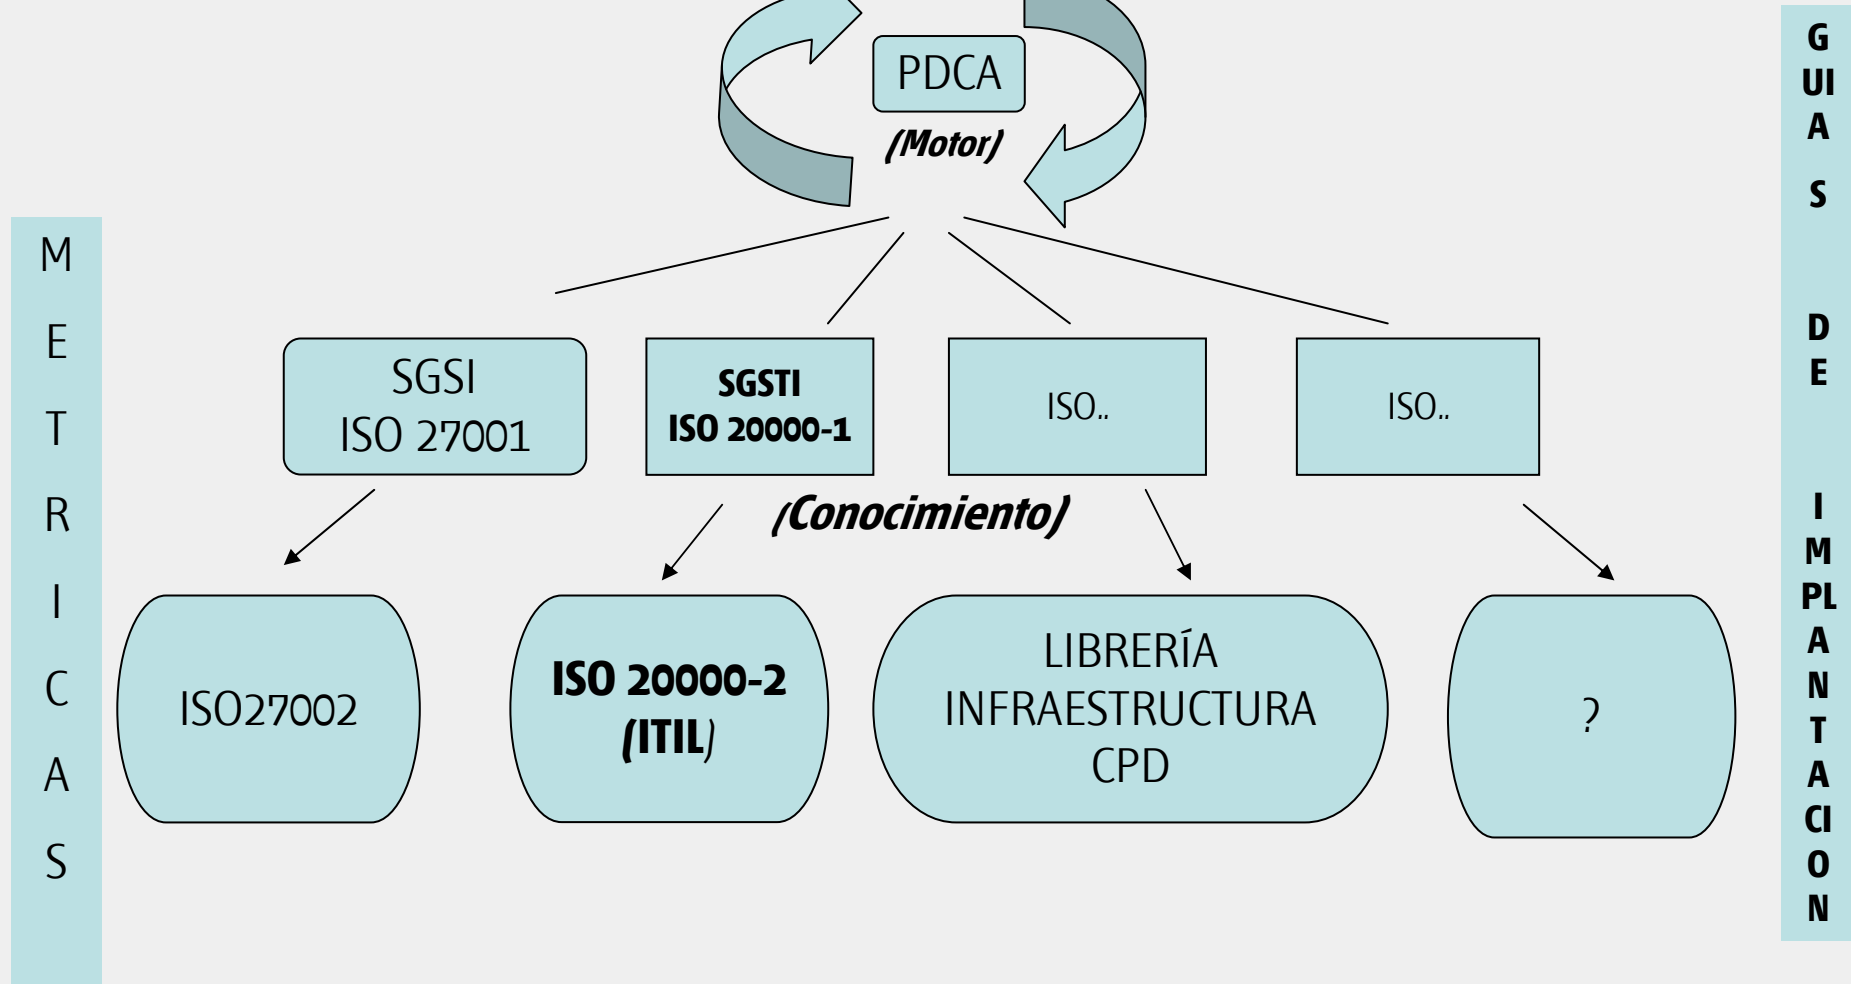 PDCA
(Motor)
SGSI
ISO 27001
SGSTI
ISO 20000-1
ISO..
ISO..
(Conocimiento)
ISO27002
ISO 20000-2
(ITIL)
LIBRERÍA
INFRAESTRUCTURA
CPD
?
M
E
T
R
I
C
A
S
G
UI
A
S
D
E
I
M
PL
A
N
T
A
CI
O
N